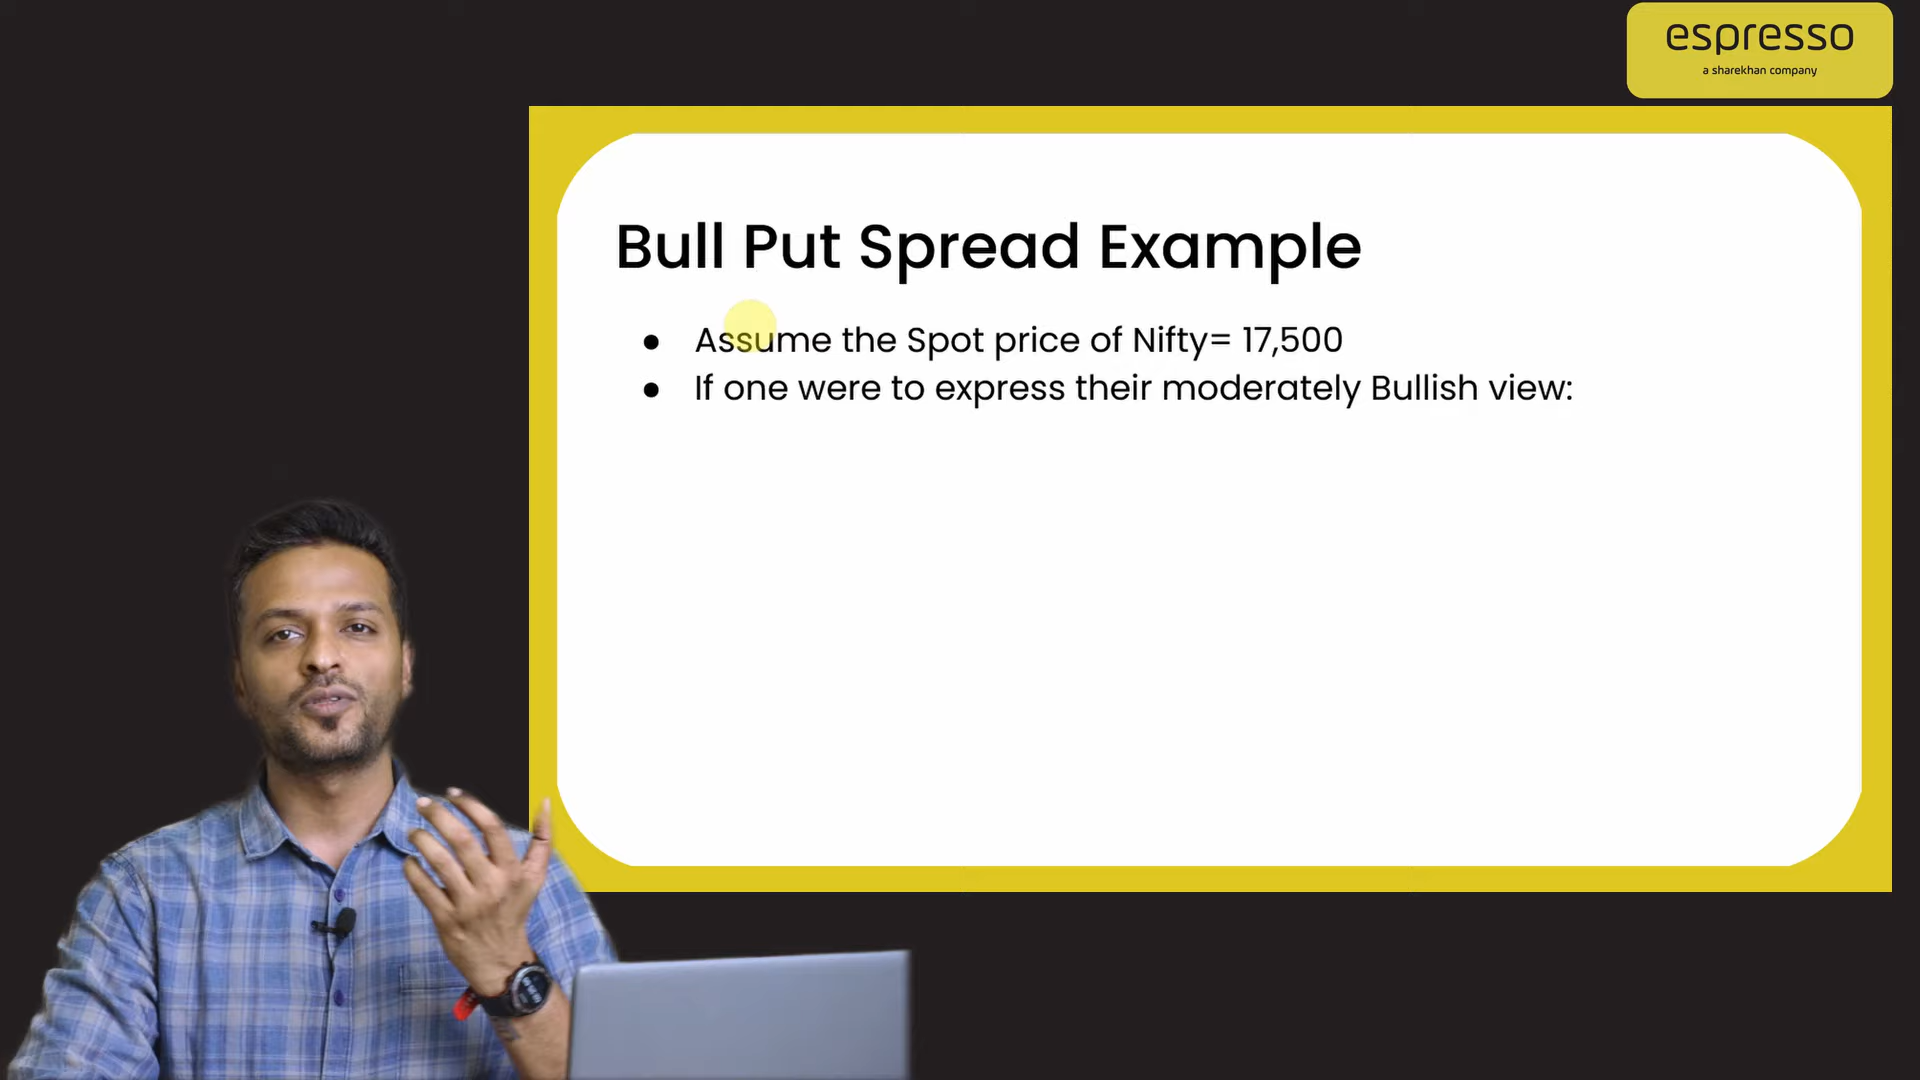 espresso
a sharekhan company
Bull Put Spread Example
● Assume the Spot price of Nifty= 17,500
● If one were to express their moderately Bullish view: